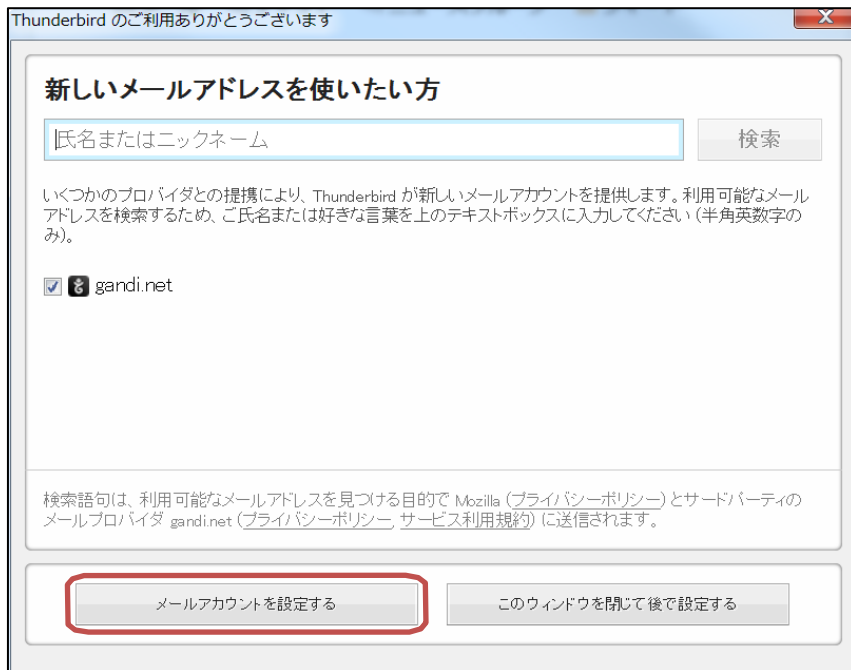 Thunderbird のご利用ありがとうございます
新しいメールアドレスを使いたい方
氏名またはニックネーム
検索
いくつかのプロバイダとの提携により、Thunderbird が新しいメールアカウントを提供します。利用可能なメール
アドレスを検索するため、ご氏名または好きな言葉を上のテキストボックスに入力してください (半角英数字の
み)。
gandi.net
検索語句は、利用可能なメールアドレスを見つける目的で Mozilla (プライバシーポリシー) とサードパーティの
メールプロバイダ gandi.net (プライバシーポリシー, サービス利用規約) に送信されます。
メールアカウントを設定する
このウィンドウを閉じて後で設定する